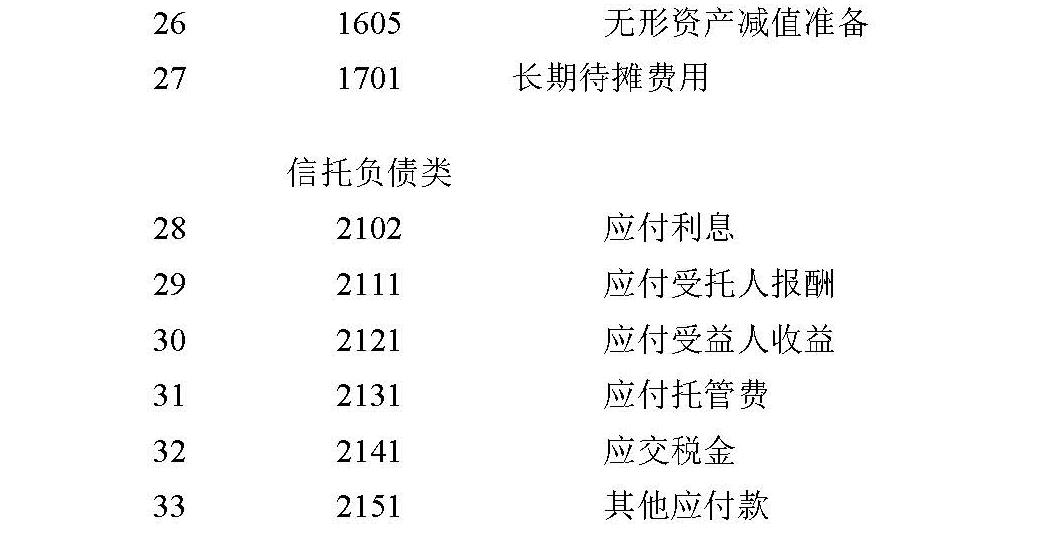 26 1605 无形资产减值准备
27 1701 长期待摊费用
信托负债类
28 2102 应付利息
29 2111 应付受托人报酬
30 2121 应付受益人收益
31 2131 应付托管费
32 2141 应交税金
33 2151 其他应付款